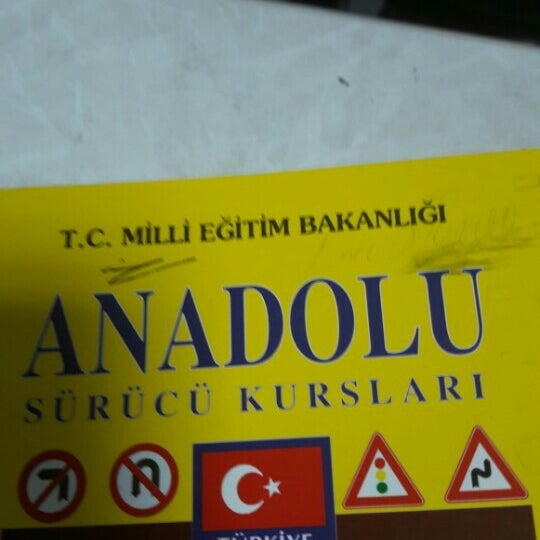 T.C. MİLLİ EĞİTİM BAKANLIĞI
ANADOLU
SÜRÜCÜ KURSLARI
TÜRKİYE